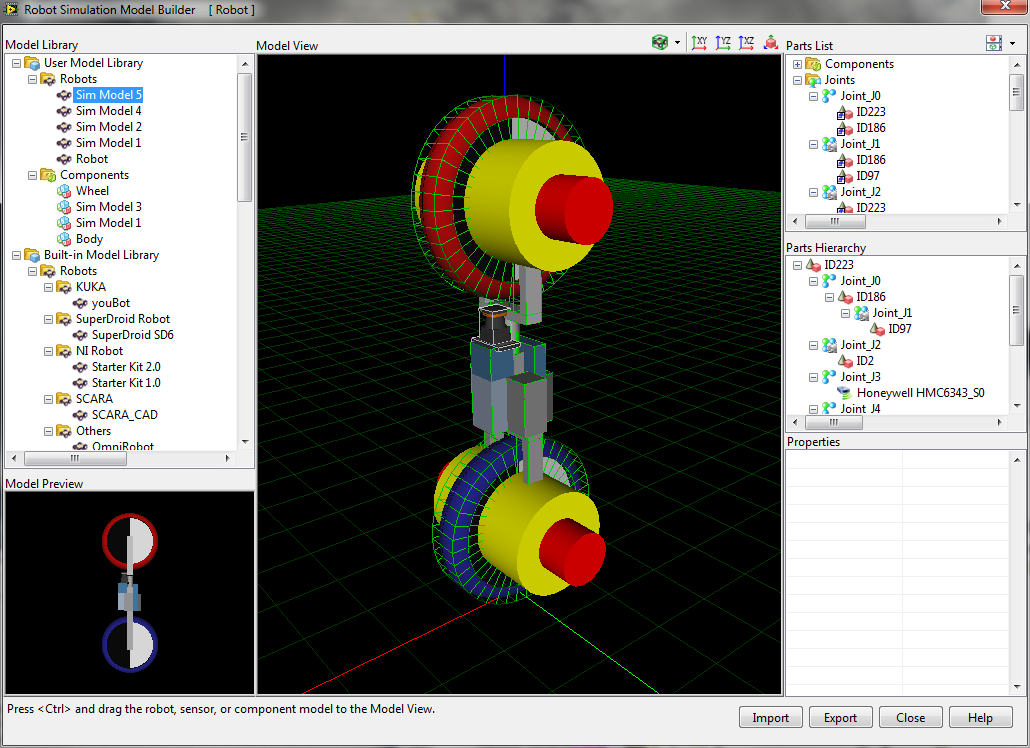 Robot Simulation Model Builder [ Robot ]
Model Library
User Model Library
Robots
Sim Model 5
Sim Model 4
Sim Model 2
Sim Model 1
Robot
Components
Wheel
Sim Model 3
Sim Model 1
Body
Built-in Model Library
Robots
KUKA
youBot
SuperDroid Robot
SuperDroid SD6
NI Robot
Starter Kit 2.0
Starter Kit 1.0
SCARA
SCARA_CAD
Others
OmniRobot
Model Preview
Model View
XY YZ XZ
Parts List
Components
Joints
Joint_J0
ID223
ID186
Joint_J1
ID186
ID97
Joint_J2
ID223
Parts Hierarchy
ID223
Joint_J0
ID186
Joint_J1
ID97
Joint_J2
ID2
Joint_J3
Honeywell HMC6343_S0
Joint_J4
Properties
Press <Ctrl> and drag the robot, sensor, or component model to the Model View.
Import Export Close Help